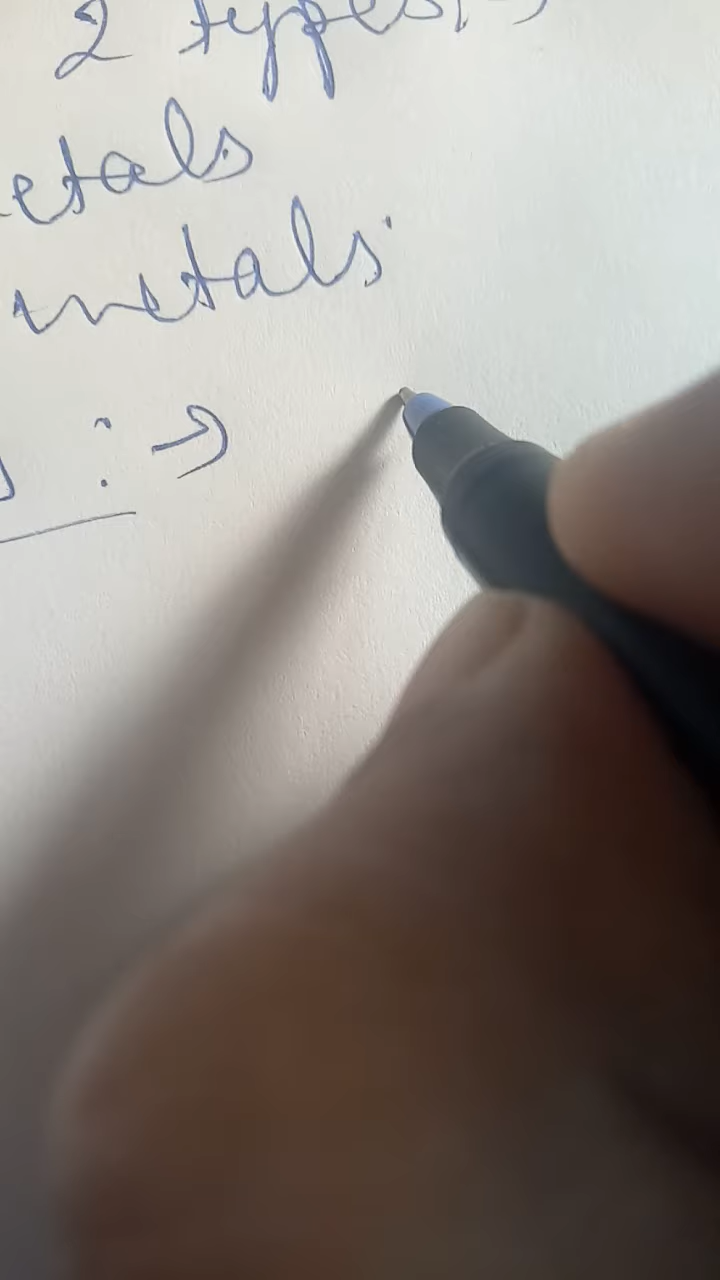 2 types :→
etals
metals
s :→